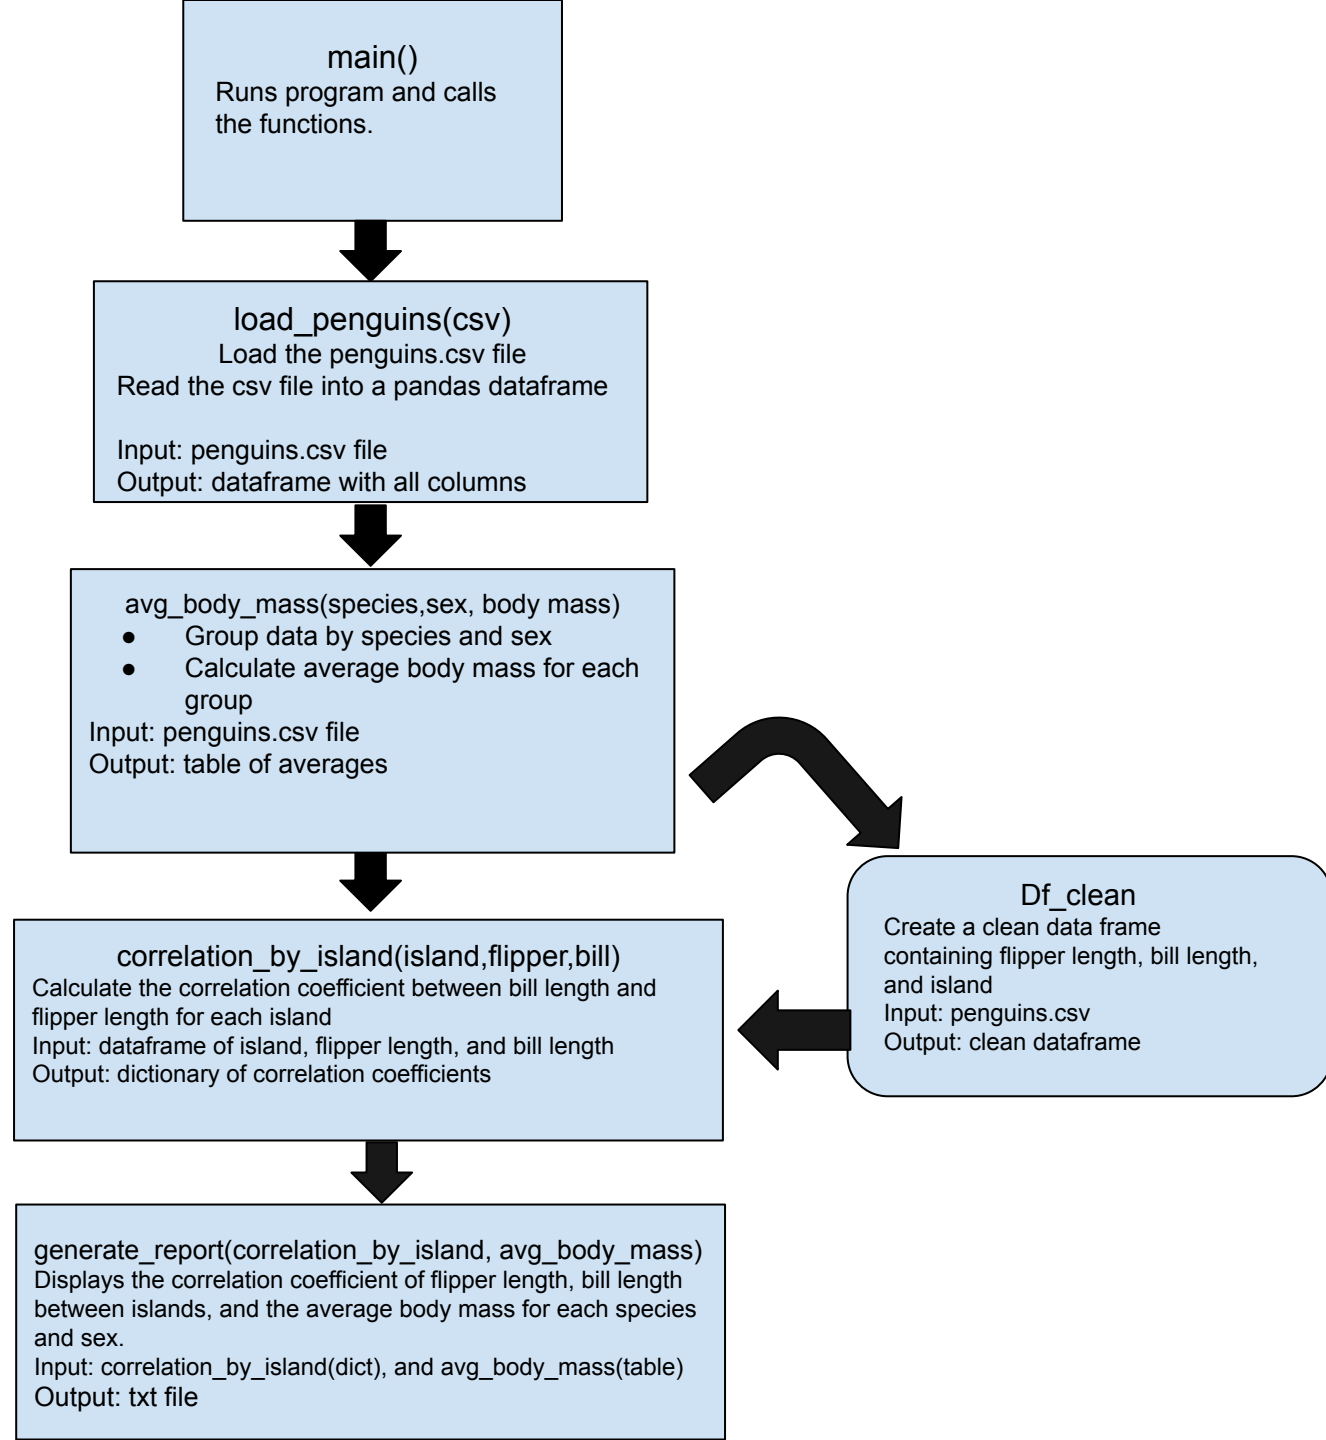 main()
Runs program and calls
the functions.
load_penguins(csv)
Load the penguins.csv file
Read the csv file into a pandas dataframe
Input: penguins.csv file
Output: dataframe with all columns
avg_body_mass(species,sex, body mass)
● Group data by species and sex
● Calculate average body mass for each
group
Input: penguins.csv file
Output: table of averages
Df_clean
Create a clean data frame
containing flipper length, bill length,
and island
Input: penguins.csv
Output: clean dataframe
correlation_by_island(island,flipper,bill)
Calculate the correlation coefficient between bill length and
flipper length for each island
Input: dataframe of island, flipper length, and bill length
Output: dictionary of correlation coefficients
generate_report(correlation_by_island, avg_body_mass)
Displays the correlation coefficient of flipper length, bill length
between islands, and the average body mass for each species
and sex.
Input: correlation_by_island(dict), and avg_body_mass(table)
Output: txt file